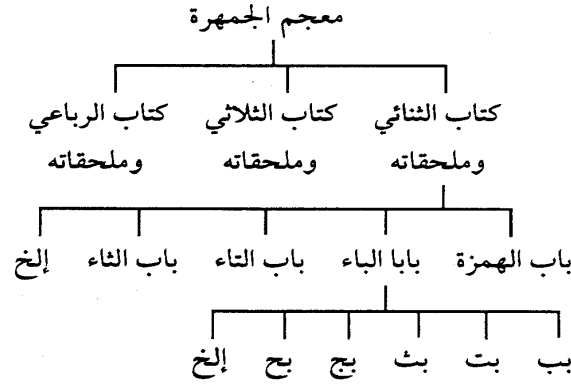 معجم الجمهرة
كتاب الثنائي كتاب الثلاثي كتاب الرباعي
وملحقاته وملحقاته وملحقاته
باب الهمزة بابا الباء باب التاء باب الثاء إلخ
بب بت بث بج بح إلخ